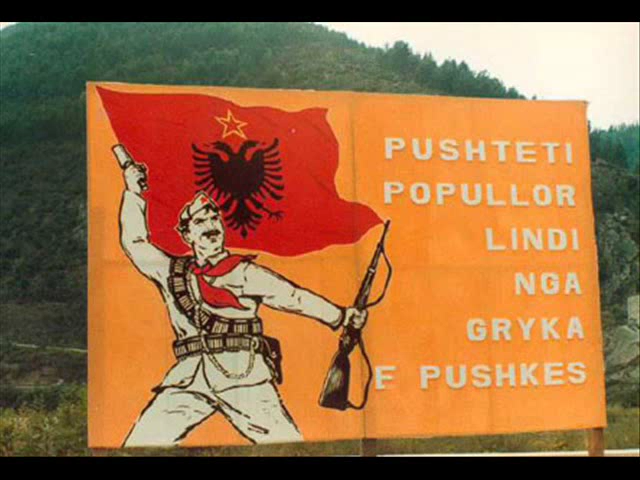 PUSHTETI
POPULLOR
LINDI
NGA
GRYKA
E PUSHKES